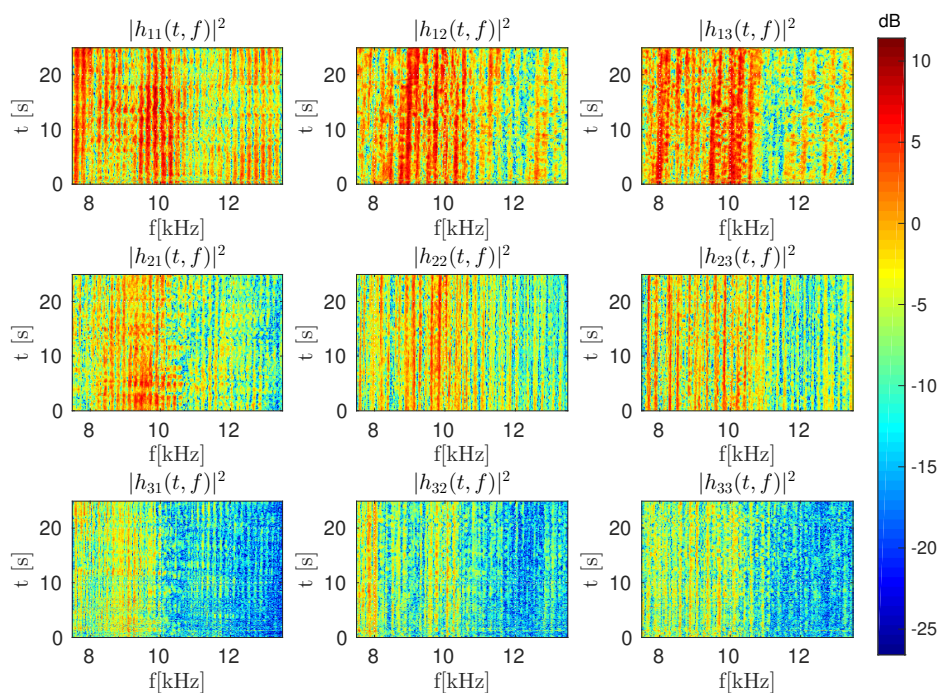 dB
|h₁₁(t, f)|² |h₁₂(t, f)|² |h₁₃(t, f)|²
10
20 20 20
5
t [s] t [s] t [s]
10 10 10
0
0 0 0
8 10 12 8 10 12 8 10 12
f[kHz] f[kHz] f[kHz]
|h₂₁(t, f)|² |h₂₂(t, f)|² |h₂₃(t, f)|²
-5
20 20 20
t [s] t [s] t [s]
10 10 10
-10
0 0 0
8 10 12 8 10 12 8 10 12
-15
f[kHz] f[kHz] f[kHz]
|h₃₁(t, f)|² |h₃₂(t, f)|² |h₃₃(t, f)|²
20 20 20
-20
t [s] t [s] t [s]
10 10 10
-25
0 0 0
8 10 12 8 10 12 8 10 12
f[kHz] f[kHz] f[kHz]